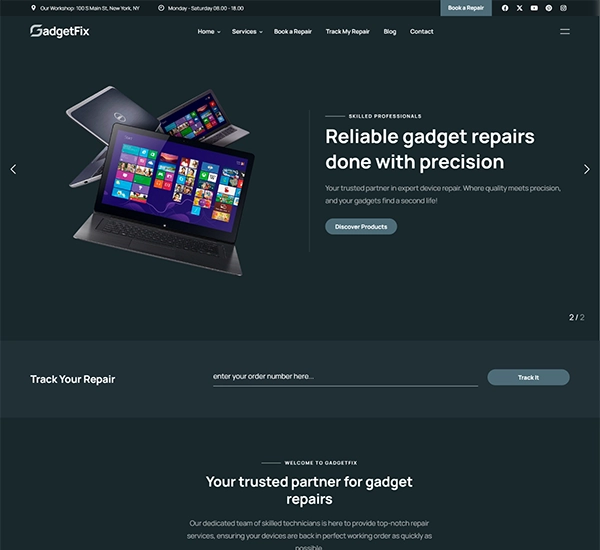 Our Workshop: 100 S Main St, New York, NY
Monday - Saturday 08.00 - 18.00
Book a Repair
GadgetFix
Home
Services
Book a Repair
Track My Repair
Blog
Contact
SKILLED PROFESSIONALS
Reliable gadget repairs
done with precision
Your trusted partner in expert device repair. Where quality meets precision,
and your gadgets find a second life!
Discover Products
2 / 2
Track Your Repair
enter your order number here...
Track It
WELCOME TO GADGETFIX
Your trusted partner for gadget
repairs
Our dedicated team of skilled technicians is here to provide top-notch repair
services, ensuring your devices are back in perfect working order as quickly as
possible